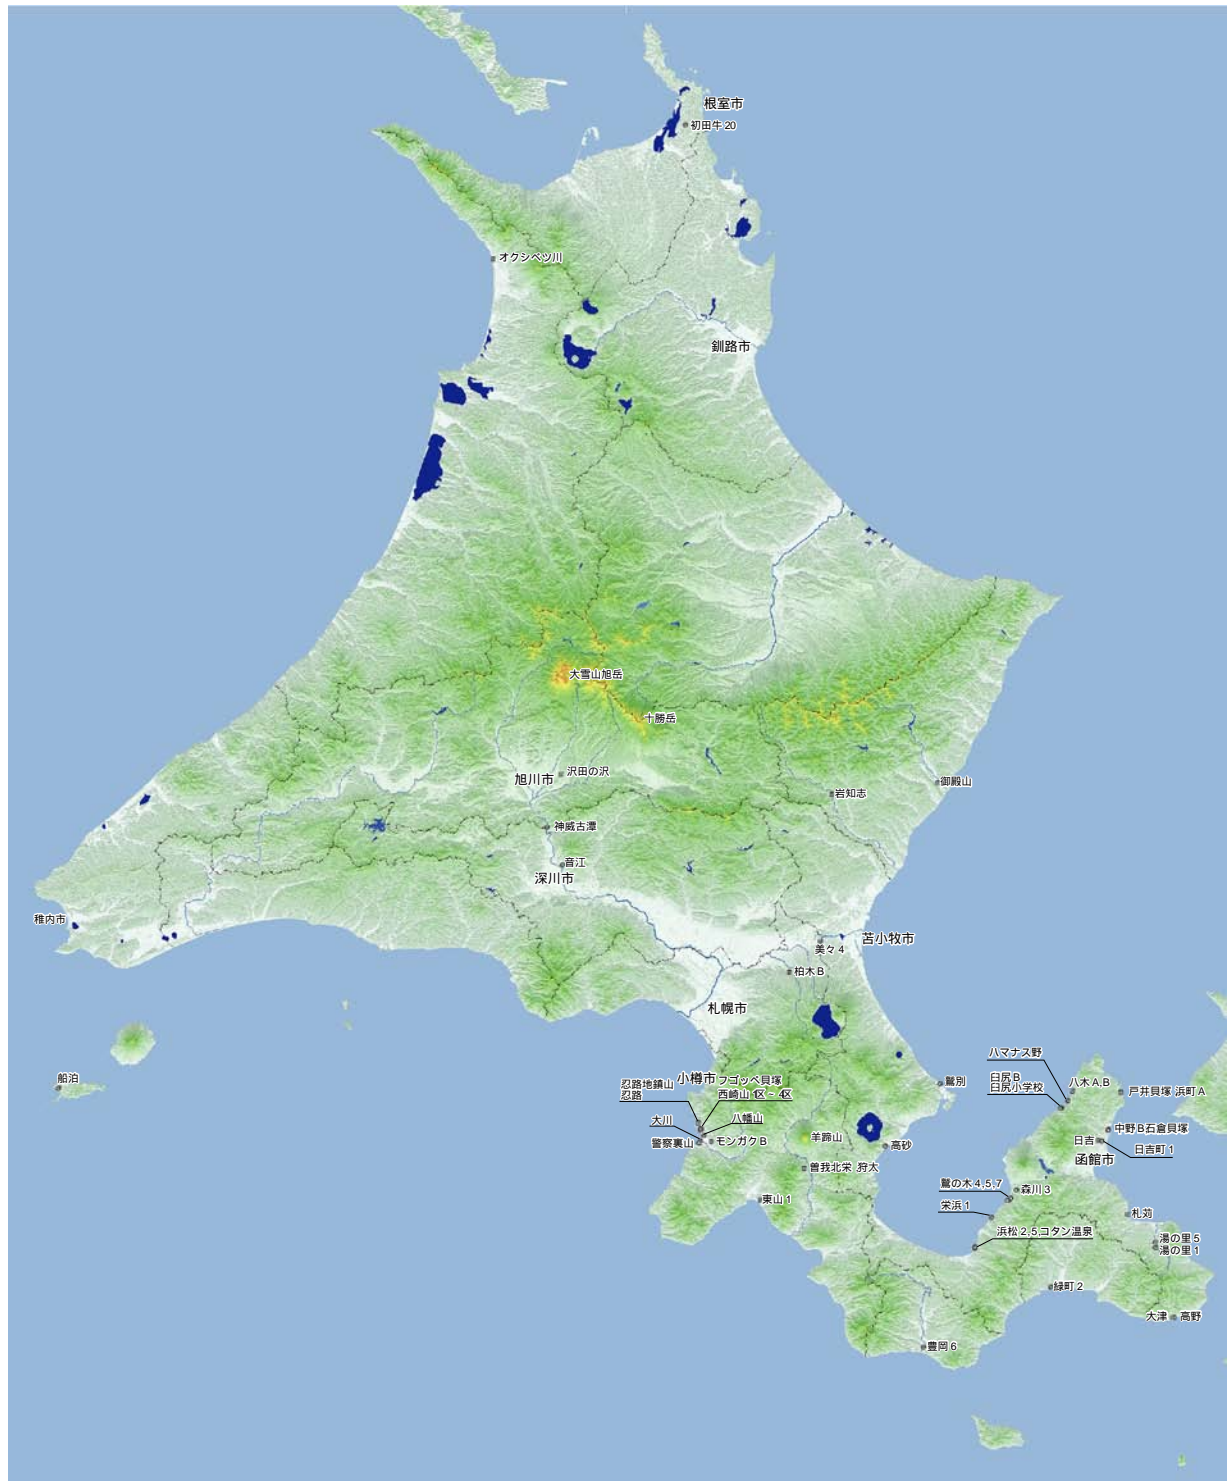 根室市
初田牛 20
オクシベツ川
釧路市
大雪山旭岳
十勝岳
旭川市
沢田の沢
御殿山
岩知志
神威古潭
音江
深川市
稚内市
苫小牧市
美々 4
柏木 B
札幌市
船泊
鷲別
ハマナス野
臼尻 B
臼尻小学校
八木 A,B
戸井貝塚 浜町 A
小樽市
フゴッペ貝塚
西崎山 1区 ~ 4区
忍路地鎮山
忍路
大川
八幡山
警察裏山
モンガク B
羊蹄山
高砂
中野 B 石倉貝塚
日吉
日吉町 1
函館市
曽我北栄 狩太
東山 1
鷲の木 4,5,7
森川 3
栄浜 1
札苅
浜松 2,5,コタン温泉
湯の里 5
湯の里 1
緑町 2
大津
高野
豊岡 6